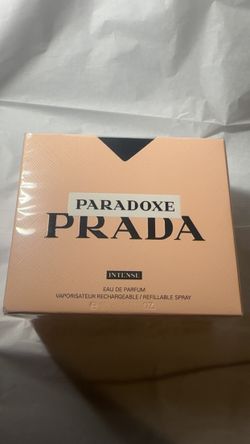 PARADOXE
PRADA
INTENSE
EAU DE PARFUM
VAPORISATEUR RECHARGEABLE / REFILLABLE SPRAY